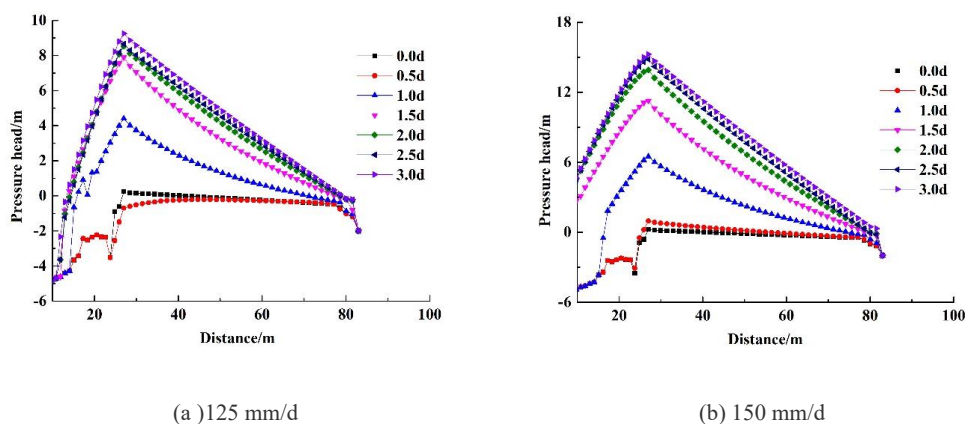 10
8
6
4
2
0
-2
-4
-6
Pressure head/m
20 40 60 80 100
Distance/m
0.0d
0.5d
1.0d
1.5d
2.0d
2.5d
3.0d
(a )125 mm/d
18
12
6
0
-6
Pressure head/m
20 40 60 80 100
Distance/m
0.0d
0.5d
1.0d
1.5d
2.0d
2.5d
3.0d
(b) 150 mm/d